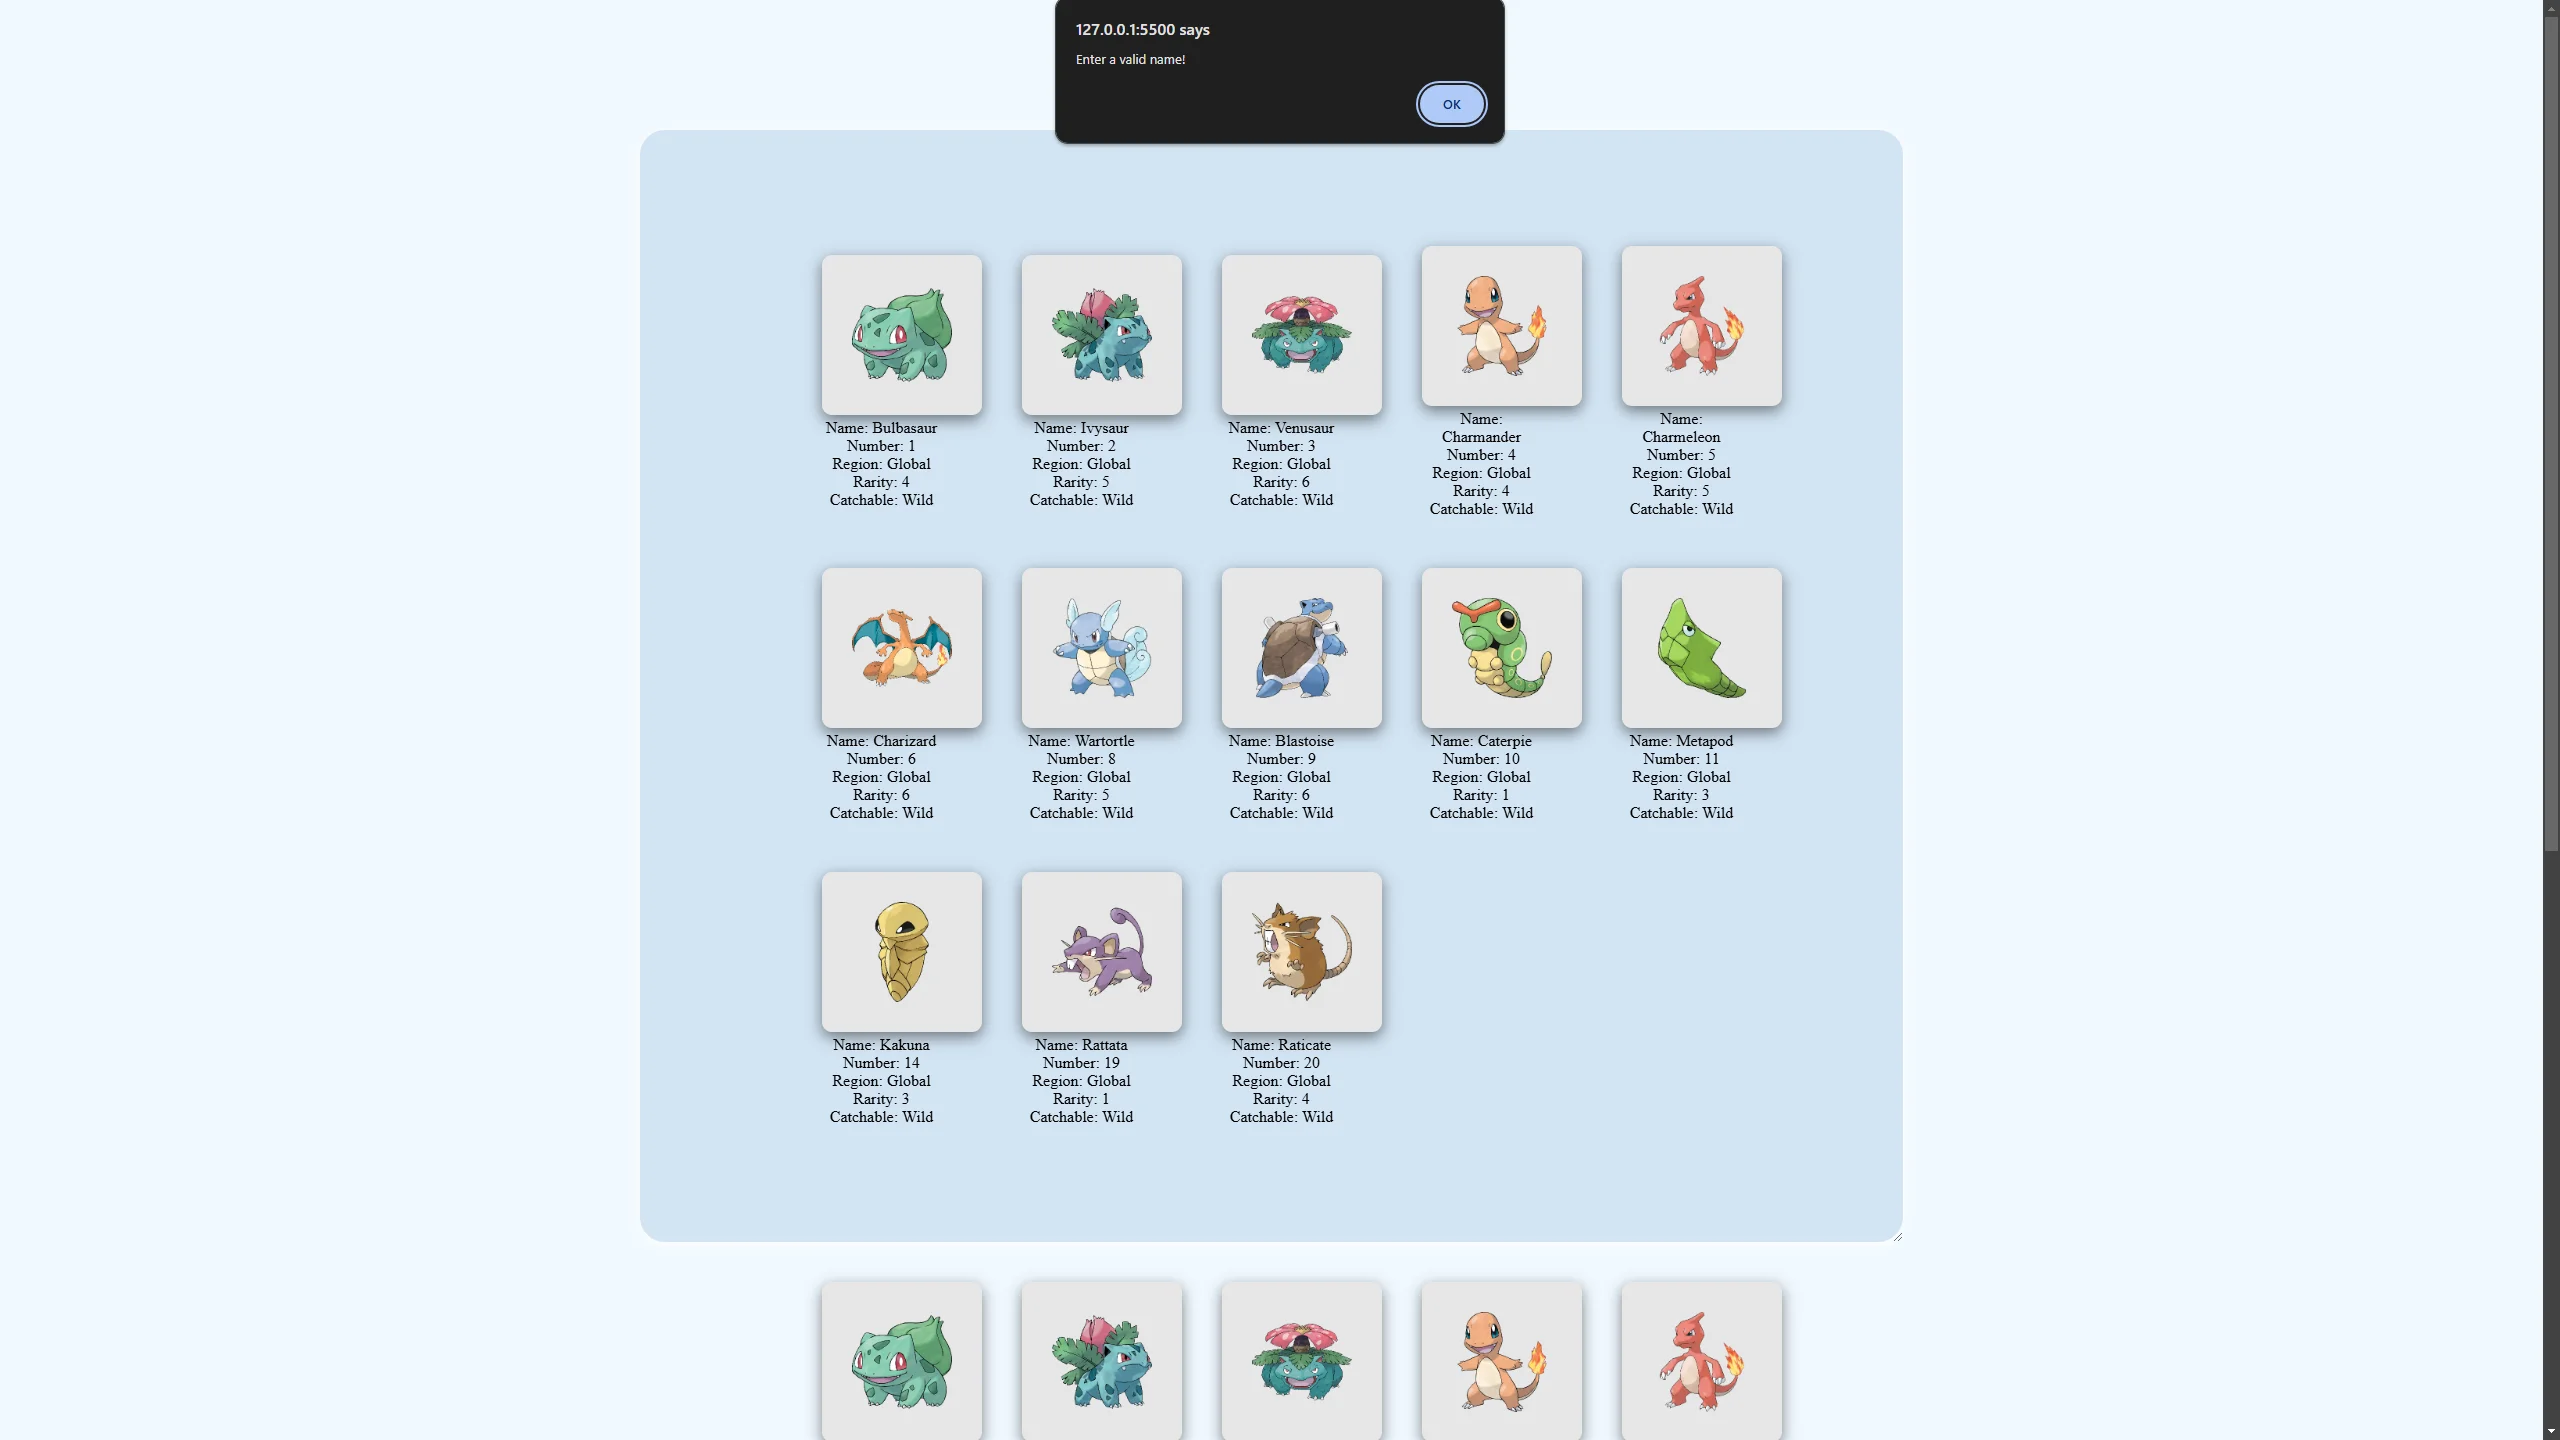 127.0.0.1:5500 says
Enter a valid name!
OK
Name: Bulbasaur
Number: 1
Region: Global
Rarity: 4
Catchable: Wild
Name: Ivysaur
Number: 2
Region: Global
Rarity: 5
Catchable: Wild
Name: Venusaur
Number: 3
Region: Global
Rarity: 6
Catchable: Wild
Name:
Charmander
Number: 4
Region: Global
Rarity: 4
Catchable: Wild
Name:
Charmeleon
Number: 5
Region: Global
Rarity: 5
Catchable: Wild
Name: Charizard
Number: 6
Region: Global
Rarity: 6
Catchable: Wild
Name: Wartortle
Number: 8
Region: Global
Rarity: 5
Catchable: Wild
Name: Blastoise
Number: 9
Region: Global
Rarity: 6
Catchable: Wild
Name: Caterpie
Number: 10
Region: Global
Rarity: 1
Catchable: Wild
Name: Metapod
Number: 11
Region: Global
Rarity: 3
Catchable: Wild
Name: Kakuna
Number: 14
Region: Global
Rarity: 3
Catchable: Wild
Name: Rattata
Number: 19
Region: Global
Rarity: 1
Catchable: Wild
Name: Raticate
Number: 20
Region: Global
Rarity: 4
Catchable: Wild